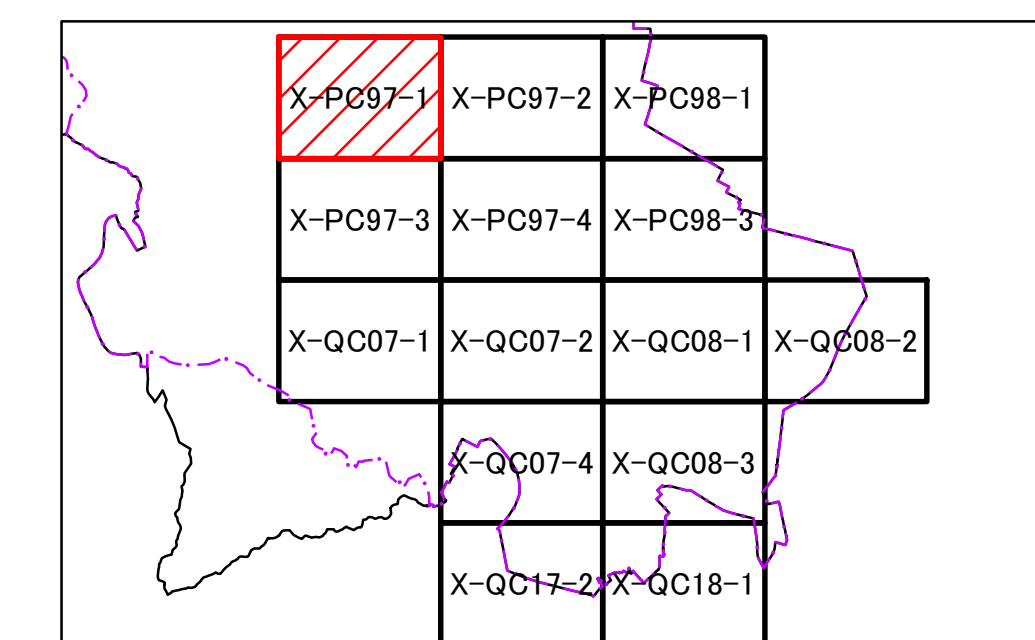 X-PC97-1 X-PC97-2 X-PC98-1
X-PC97-3 X-PC97-4 X-PC98-3
X-QC07-1 X-QC07-2 X-QC08-1 X-QC08-2
X-QC07-4 X-QC08-3
X-QC17-2 X-QC18-1